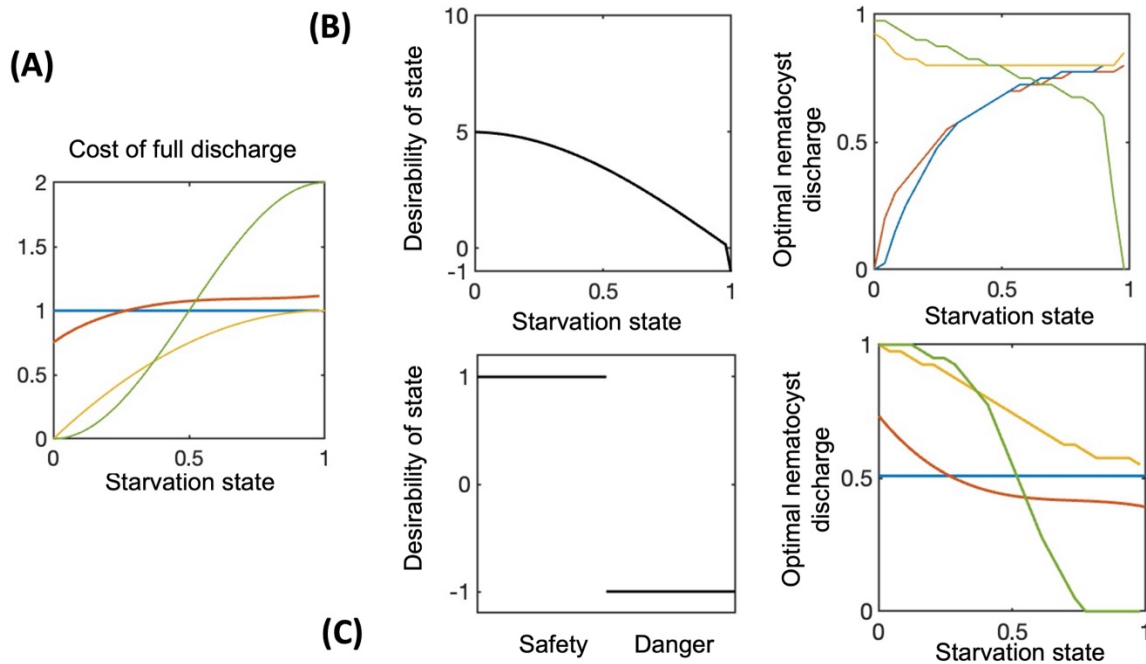 (A)
Cost of full discharge
2
1.5
1
0.5
0
0
0.5
1
Starvation state
(B)
Desirability of state
10
5
0
-1
0
0.5
1
Starvation state
Optimal nematocyst
discharge
1
0.5
0
0
0.5
1
Starvation state
(C)
Desirability of state
1
0
-1
Safety
Danger
Optimal nematocyst
discharge
1
0.5
0
0
0.5
1
Starvation state